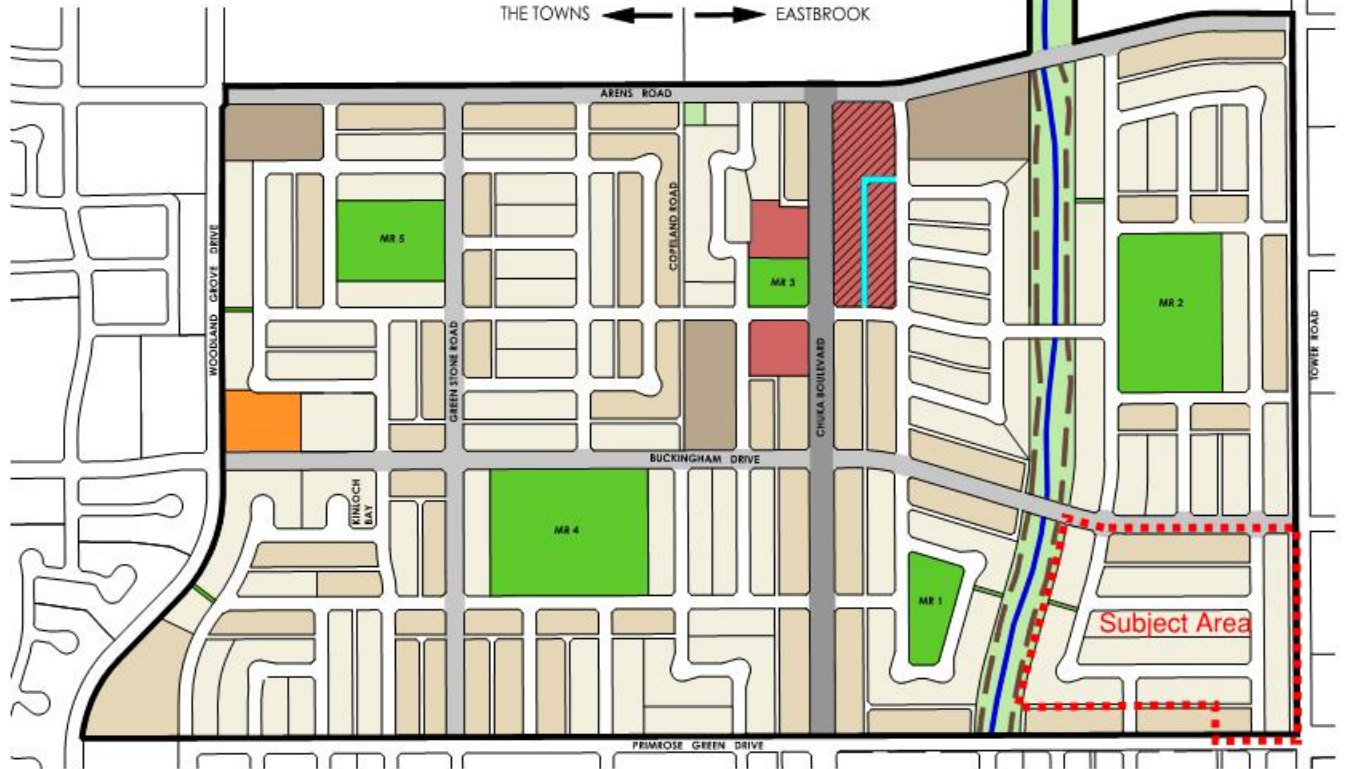 THE TOWNS
EASTBROOK
ARENS ROAD
WOODLAND GROVE DRIVE
MR 5
GREEN STONE ROAD
COPELAND ROAD
MR 3
CHUKA BOULEVARD
MR 2
TOWER ROAD
BUCKINGHAM DRIVE
KINLOCH
BAY
MR 4
MR 1
Subject Area
PRIMROSE GREEN DRIVE